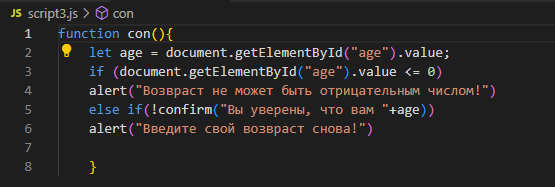 JS script3.js > con
1 function con(){
2 let age = document.getElementById("age").value;
3 if (document.getElementById("age").value <= 0)
4 alert("Возвраст не может быть отрицательным числом!")
5 else if(!confirm("Вы уверены, что вам "+age))
6 alert("Введите свой возвраст снова!")
7
8 }